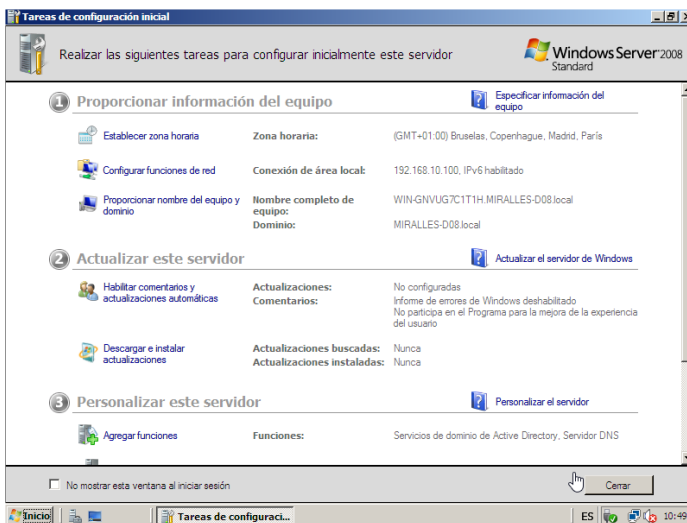 Tareas de configuración inicial
Realizar las siguientes tareas para configurar inicialmente este servidor
Windows Server 2008
Standard
1 Proporcionar información del equipo
Especificar información del
equipo
Establecer zona horaria
Zona horaria:
(GMT+01:00) Bruselas, Copenhague, Madrid, París
Configurar funciones de red
Conexión de área local:
192.168.10.100, IPv6 habilitado
Proporcionar nombre del equipo y
dominio
Nombre completo de
equipo:
WIN-GNVUG7C1T1H.MIRALLES-D08.local
Dominio:
MIRALLES-D08.local
2 Actualizar este servidor
Actualizar el servidor de Windows
Habilitar comentarios y
actualizaciones automáticas
Actualizaciones:
No configuradas
Comentarios:
Informe de errores de Windows deshabilitado
No participa en el Programa para la mejora de la experiencia
del usuario
Descargar e instalar
actualizaciones
Actualizaciones buscadas:
Nunca
Actualizaciones instaladas:
Nunca
3 Personalizar este servidor
Personalizar el servidor
Agregar funciones
Funciones:
Servicios de dominio de Active Directory, Servidor DNS
No mostrar esta ventana al iniciar sesión
Cerrar
Inicio
Tareas de configuraci...
ES
10:49